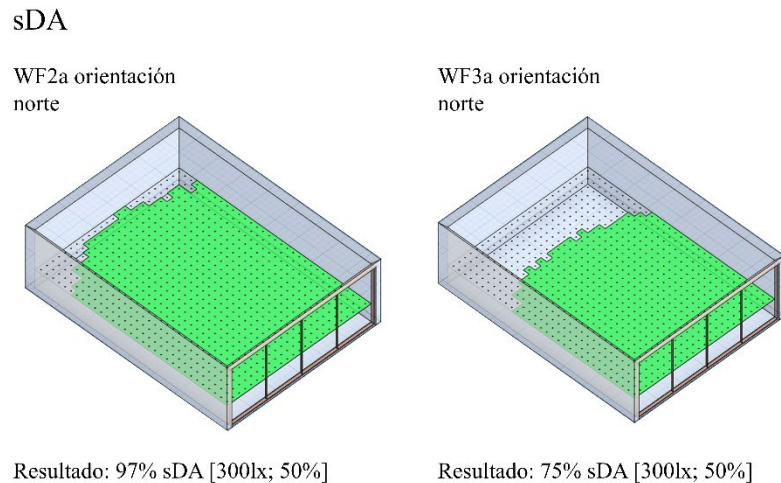 sDA
WF2a orientación
norte
WF3a orientación
norte
Resultado: 97% sDA [300lx; 50%]
Resultado: 75% sDA [300lx; 50%]